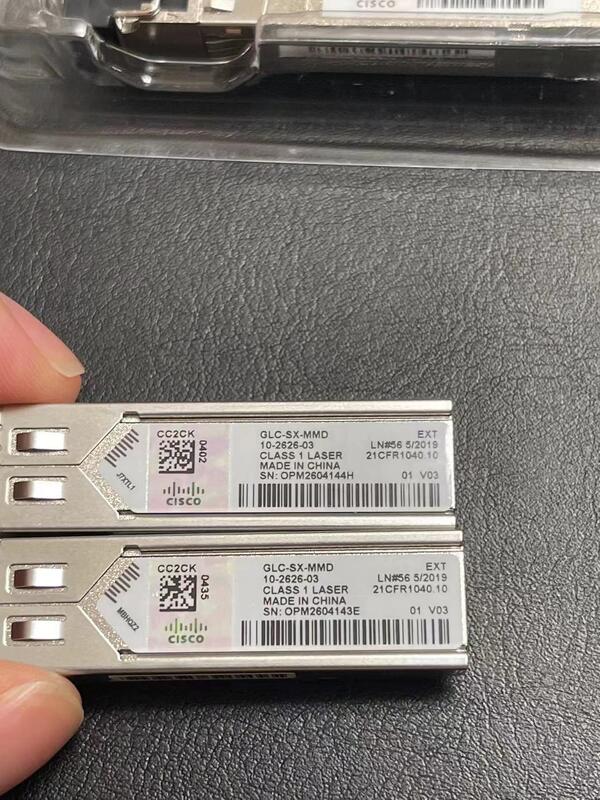 CISCO
CC2CK
0402
J7XTL1
CISCO
GLC-SX-MMD
EXT
10-2626-03
LN#56 5/2019
CLASS 1 LASER
21CFR1040.10
MADE IN CHINA
SN: OPM2604144H
01 V03
CC2CK
0435
MBHQZ2
CISCO
GLC-SX-MMD
EXT
10-2626-03
LN#56 5/2019
CLASS 1 LASER
21CFR1040.10
MADE IN CHINA
SN: OPM2604143E
01 V03